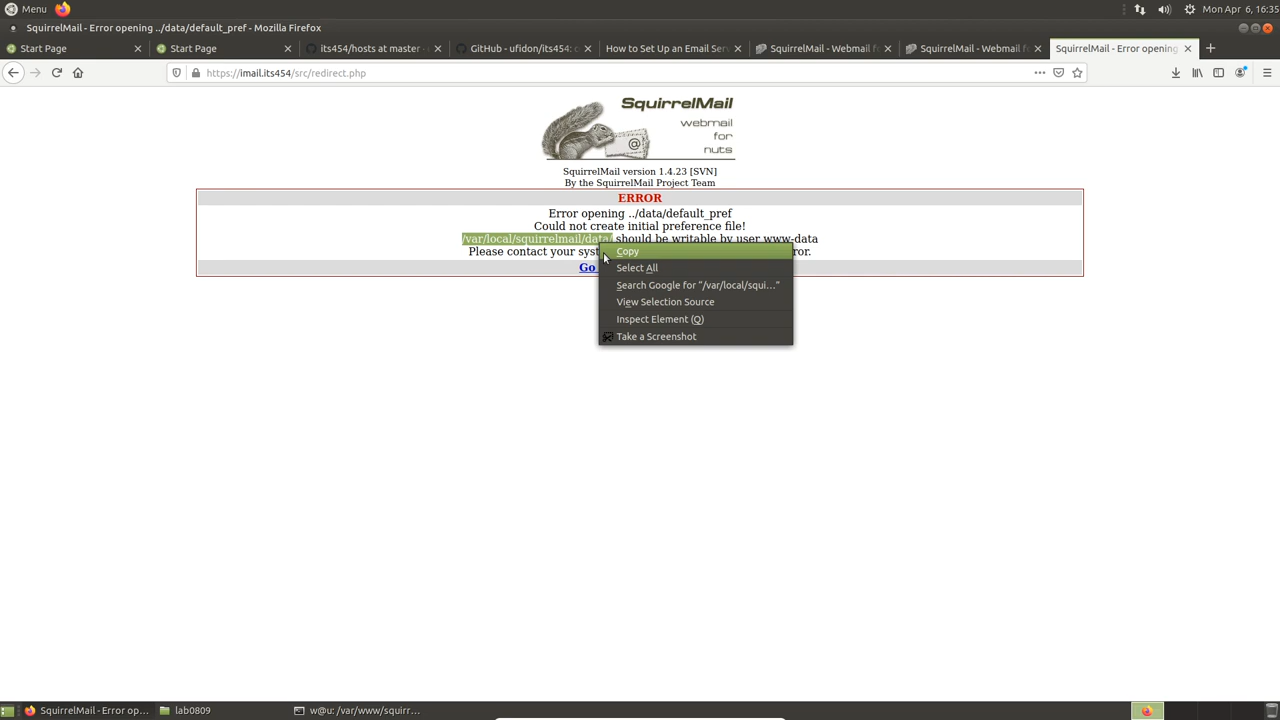 Menu
Mon Apr 6, 16:35
SquirrelMail - Error opening ../data/default_pref - Mozilla Firefox
Start Page
Start Page
its454/hosts at master ·
GitHub - ufidon/its454: c
How to Set Up an Email Serv
SquirrelMail - Webmail fo
SquirrelMail - Webmail f
SquirrelMail - Error opening
https://imail.its454/src/redirect.php
SquirrelMail
webmail
for
nuts
@
SquirrelMail version 1.4.23 [SVN]
By the SquirrelMail Project Team
ERROR
Error opening ../data/default_pref
Could not create initial preference file!
/var/local/squirrelmail/data/ should be writable by user www-data
Please contact your syst
ror.
Go
Copy
Select All
Search Google for "/var/local/squi…"
View Selection Source
Inspect Element (Q)
Take a Screenshot
SquirrelMail - Error op...
lab0809
w@u: /var/www/squirr...